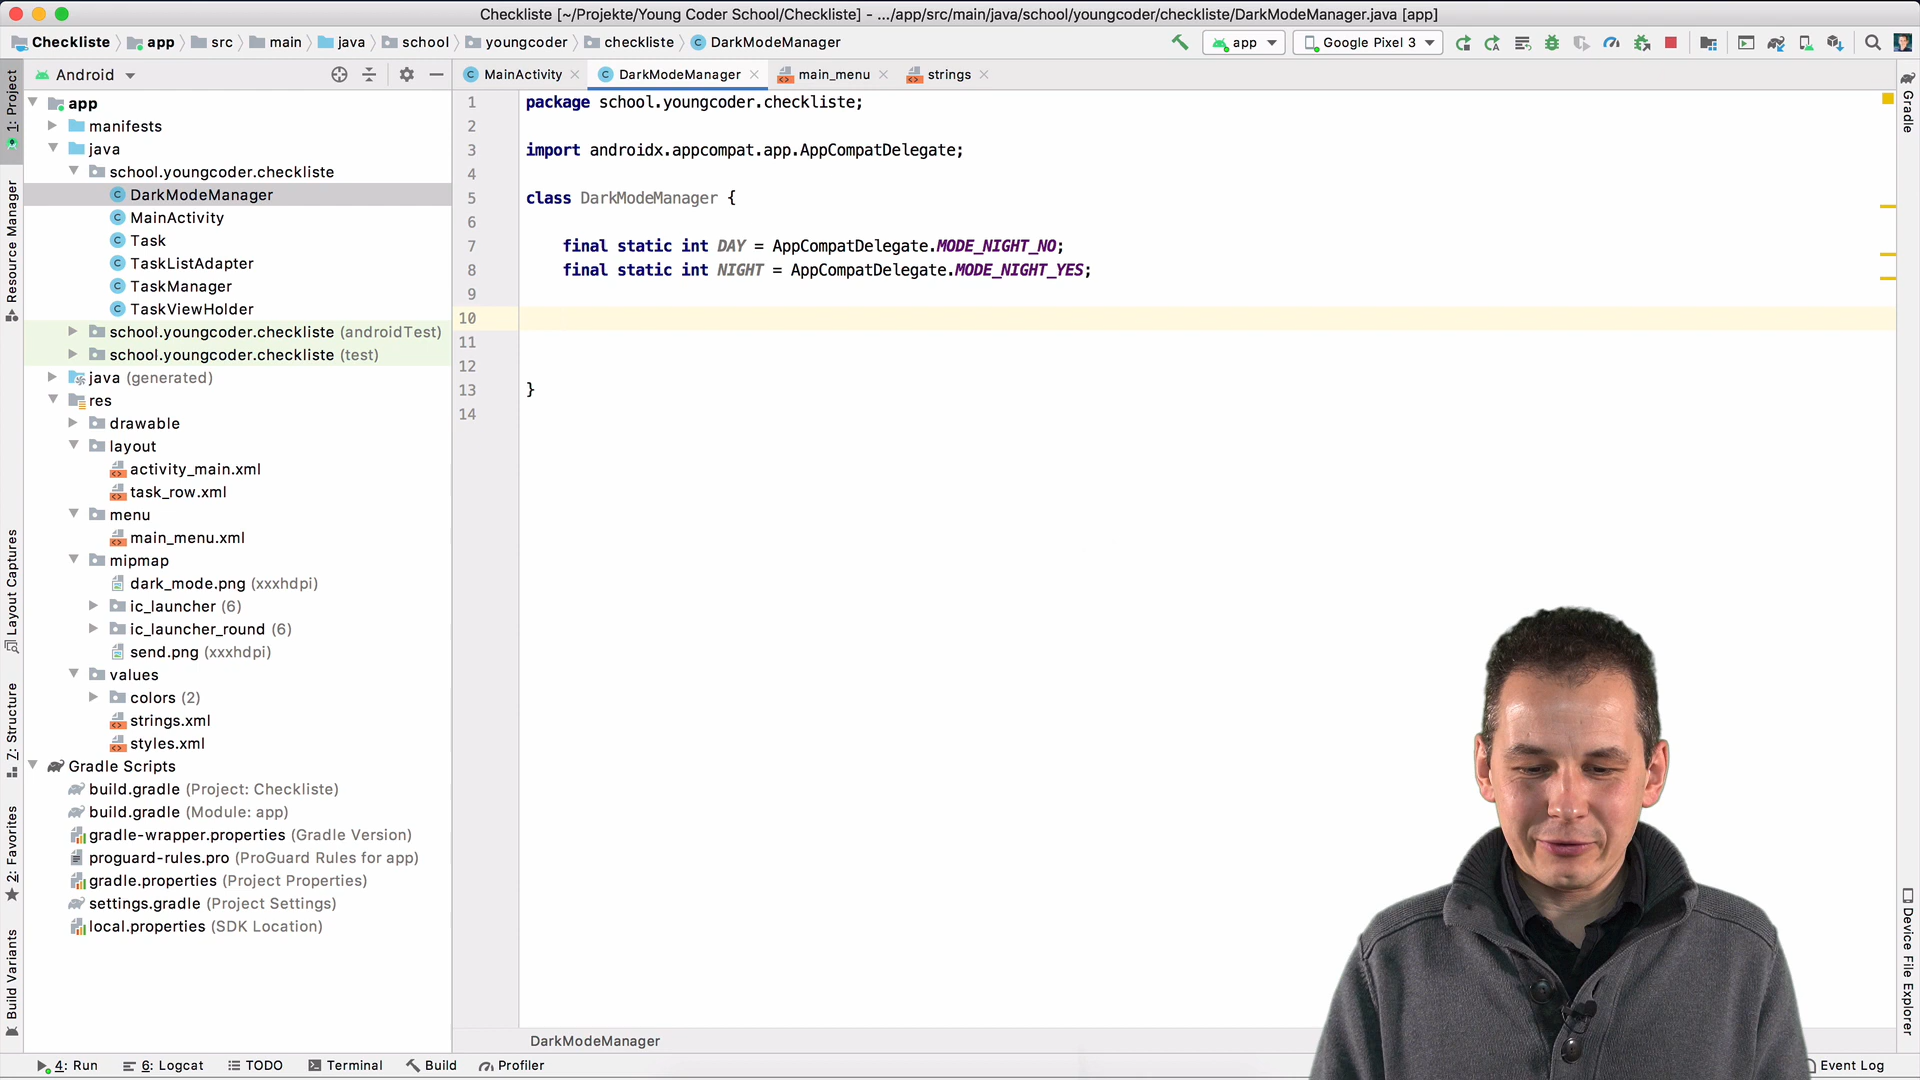 Checkliste [~/Projekte/Young Coder School/Checkliste] - .../app/src/main/java/school/youngcoder/checkliste/DarkModeManager.java [app]
Checkliste app src main java school youngcoder checkliste DarkModeManager app Google Pixel 3
Android
MainActivity DarkModeManager main_menu strings
1: Project
Resource Manager
Layout Captures
Z: Structure
2: Favorites
Build Variants
app
manifests
java
school.youngcoder.checkliste
DarkModeManager
MainActivity
Task
TaskListAdapter
TaskManager
TaskViewHolder
school.youngcoder.checkliste (androidTest)
school.youngcoder.checkliste (test)
java (generated)
res
drawable
layout
activity_main.xml
task_row.xml
menu
main_menu.xml
mipmap
dark_mode.png (xxxhdpi)
ic_launcher (6)
ic_launcher_round (6)
send.png (xxxhdpi)
values
colors (2)
strings.xml
styles.xml
Gradle Scripts
build.gradle (Project: Checkliste)
build.gradle (Module: app)
gradle-wrapper.properties (Gradle Version)
proguard-rules.pro (ProGuard Rules for app)
gradle.properties (Project Properties)
settings.gradle (Project Settings)
local.properties (SDK Location)
1 package school.youngcoder.checkliste;
2
3 import androidx.appcompat.app.AppCompatDelegate;
4
5 class DarkModeManager {
6
7 final static int DAY = AppCompatDelegate.MODE_NIGHT_NO;
8 final static int NIGHT = AppCompatDelegate.MODE_NIGHT_YES;
9
10
11
12
13 }
14
DarkModeManager
Gradle
Device File Explorer
4: Run 6: Logcat TODO Terminal Build Profiler Event Log